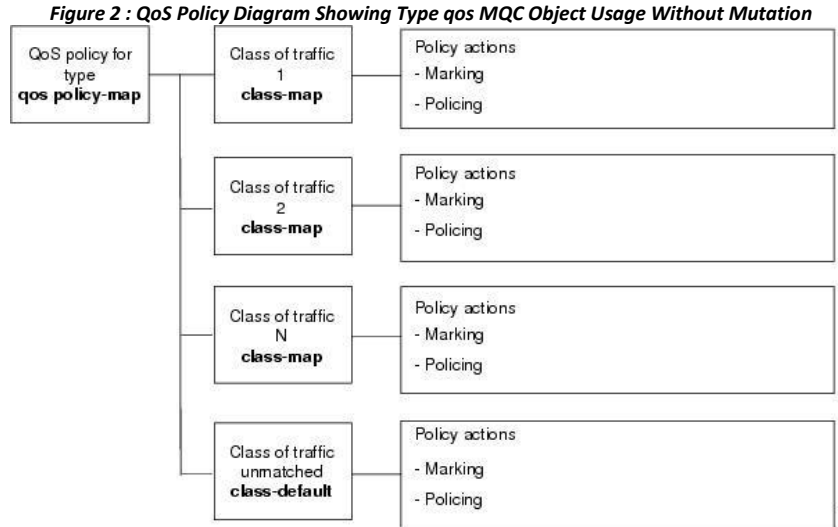 Figure 2 : QoS Policy Diagram Showing Type qos MQC Object Usage Without Mutation
QoS policy for
type
qos policy-map
Class of traffic
1
class-map
Policy actions
- Marking
- Policing
Class of traffic
2
class-map
Policy actions
- Marking
- Policing
Class of traffic
N
class-map
Policy actions
- Marking
- Policing
Class of traffic
unmatched
class-default
Policy actions
- Marking
- Policing